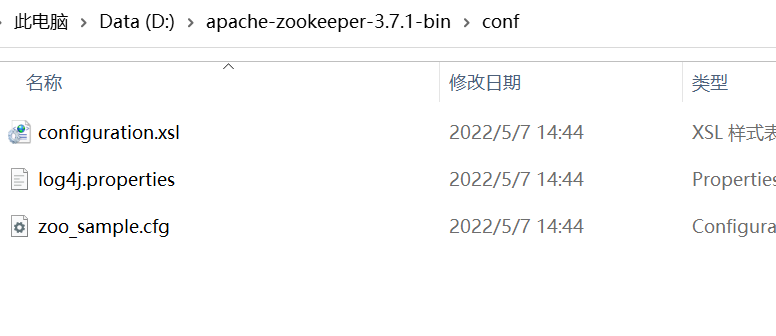 此电脑 > Data (D:) > apache-zookeeper-3.7.1-bin > conf
名称 修改日期 类型
configuration.xsl 2022/5/7 14:44 XSL 样式表
log4j.properties 2022/5/7 14:44 Properties
zoo_sample.cfg 2022/5/7 14:44 Configura